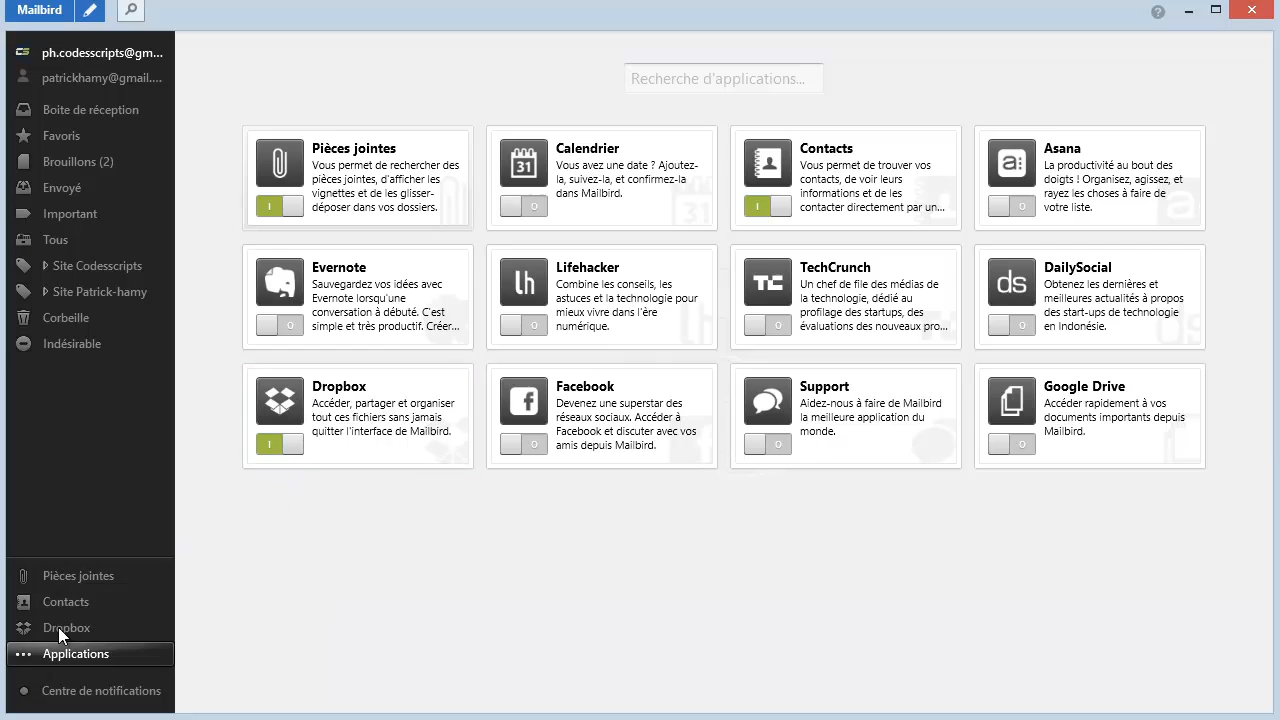 Mailbird
ph.codesscripts@gm...
patrickhamy@gmail....
Boite de réception
Favoris
Brouillons (2)
Envoyé
Important
Tous
Site Codesscripts
Site Patrick-hamy
Corbeille
Indésirable
Pièces jointes
Contacts
Dropbox
Applications
Centre de notifications
Recherche d'applications...
Pièces jointes
Vous permet de rechercher des
pièces jointes, d'afficher les
vignettes et de les glisser-
déposer dans vos dossiers.
Calendrier
Vous avez une date ? Ajoutez-
la, suivez-la, et confirmez-la
dans Mailbird.
Contacts
Vous permet de trouver vos
contacts, de voir leurs
informations et de les
contacter directement par un...
Asana
La productivité au bout des
doigts ! Organisez, agissez, et
rayez les choses à faire de
votre liste.
Evernote
Sauvegardez vos idées avec
Evernote lorsqu'une
conversation à débuté. C'est
simple et très productif. Créer...
Lifehacker
Combine les conseils, les
astuces et la technologie pour
mieux vivre dans l'ère
numérique.
TechCrunch
Un chef de file des médias de
la technologie, dédié au
profilage des startups, des
évaluations des nouveaux pro...
DailySocial
Obtenez les dernières et
meilleures actualités à propos
des start-ups de technologie
en Indonésie.
Dropbox
Accéder, partager et organiser
tout ces fichiers sans jamais
quitter l'interface de Mailbird.
Facebook
Devenez une superstar des
réseaux sociaux. Accéder à
Facebook et discuter avec vos
amis depuis Mailbird.
Support
Aidez-nous à faire de Mailbird
la meilleure application du
monde.
Google Drive
Accéder rapidement à vos
documents importants depuis
Mailbird.